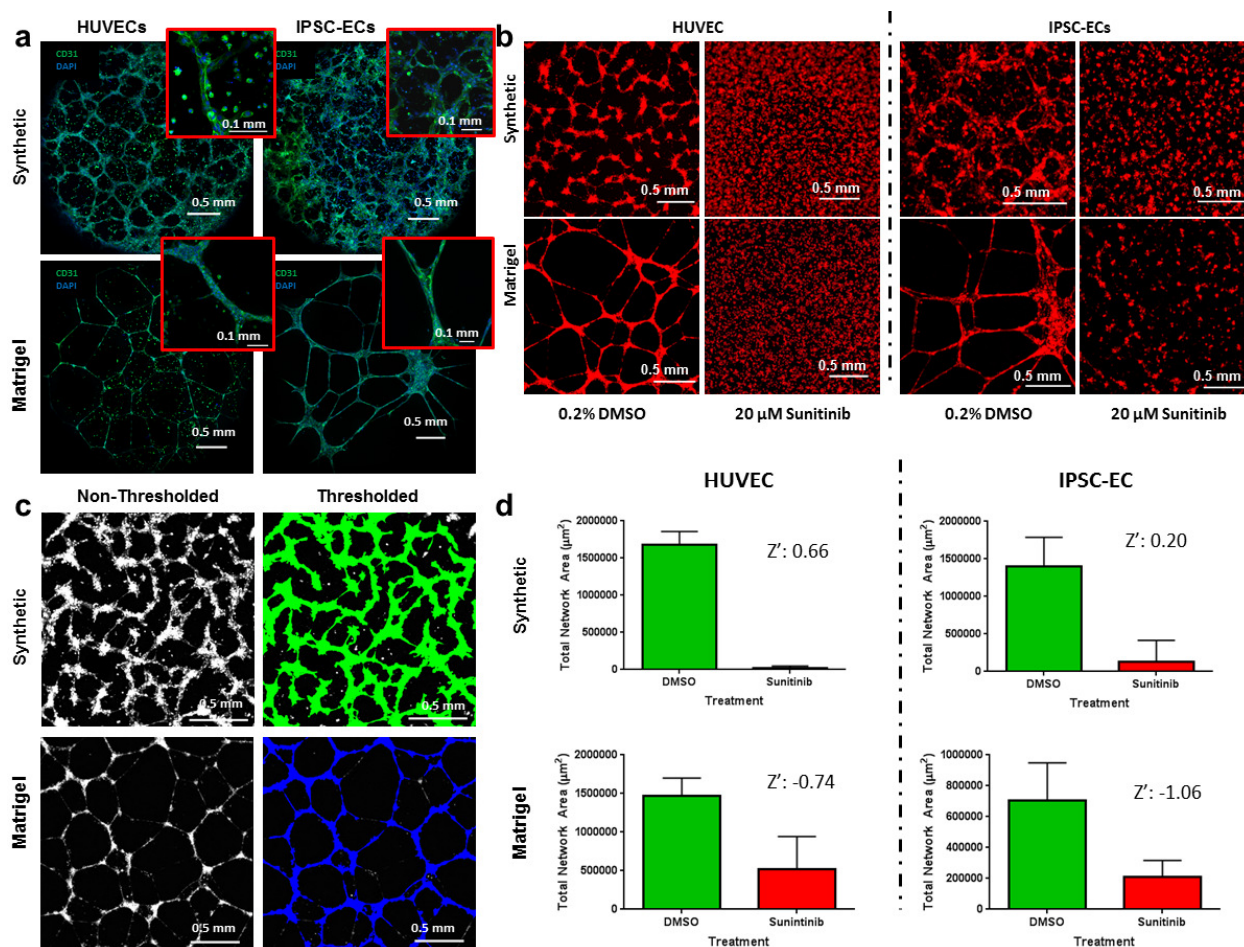 a
HUVECs
IPSC-ECs
Synthetic
CD31
DAPI
0.1 mm
0.5 mm
CD31
DAPI
0.1 mm
0.5 mm
Matrigel
CD31
DAPI
0.1 mm
0.5 mm
CD31
DAPI
0.1 mm
0.5 mm
b
HUVEC
IPSC-ECs
Synthetic
0.5 mm
0.5 mm
0.5 mm
0.5 mm
Matrigel
0.5 mm
0.5 mm
0.5 mm
0.5 mm
0.2% DMSO
20 µM Sunitinib
0.2% DMSO
20 µM Sunitinib
c
Non-Thresholded
Thresholded
Synthetic
0.5 mm
0.5 mm
Matrigel
0.5 mm
0.5 mm
d
HUVEC
IPSC-EC
Synthetic
Total Network Area (µm²)
2000000
1500000
1000000
500000
0
Z’: 0.66
DMSO
Sunitinib
Treatment
Total Network Area (µm²)
2000000
1500000
1000000
500000
0
Z’: 0.20
DMSO
Sunitinib
Treatment
Matrigel
Total Network Area (µm²)
2000000
1500000
1000000
500000
0
Z’: -0.74
DMSO
Sunitinib
Treatment
Total Network Area (µm²)
1000000
800000
600000
400000
200000
0
Z’: -1.06
DMSO
Sunitinib
Treatment